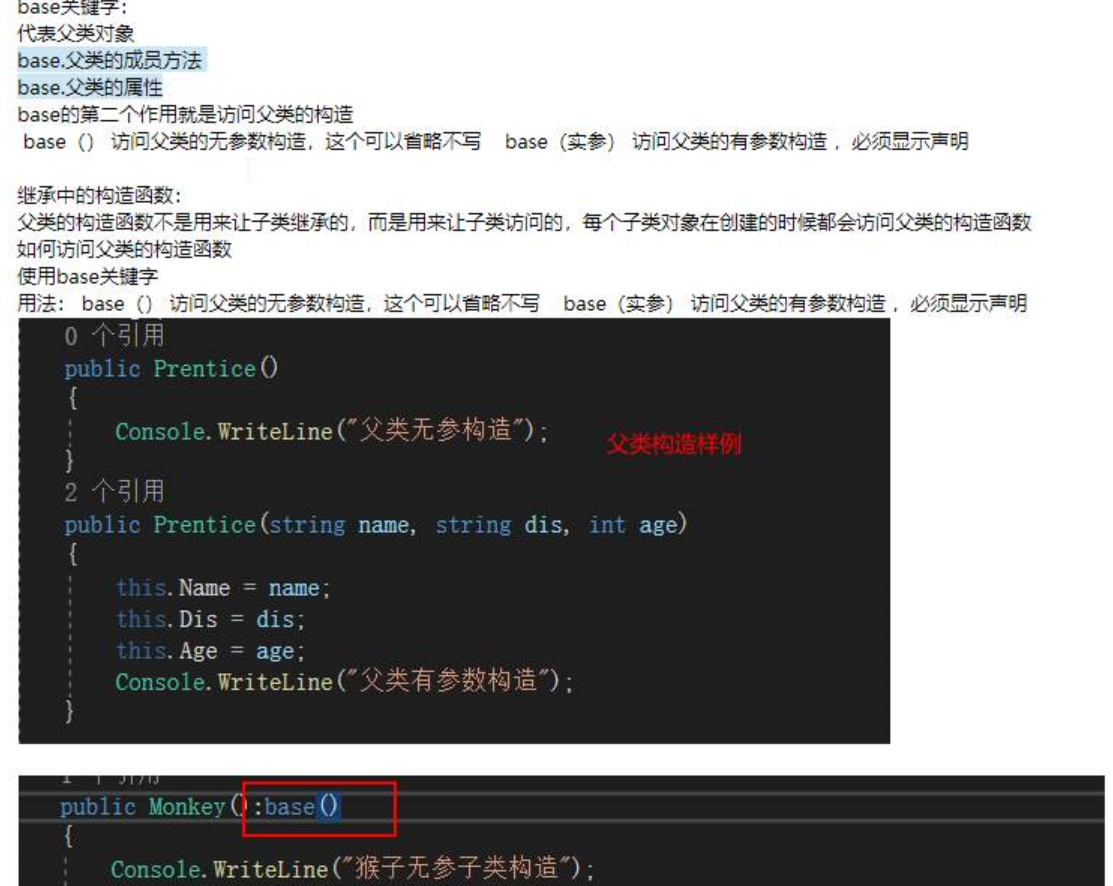 base关键字：
代表父类对象
base.父类的成员方法
base.父类的属性
base的第二个作用就是访问父类的构造
base（） 访问父类的无参数构造，这个可以省略不写 base（实参） 访问父类的有参数构造 ，必须显示声明
继承中的构造函数：
父类的构造函数不是用来让子类继承的，而是用来让子类访问的，每个子类对象在创建的时候都会访问父类的构造函数
如何访问父类的构造函数
使用base关键字
用法： base（） 访问父类的无参数构造，这个可以省略不写 base（实参） 访问父类的有参数构造 ，必须显示声明
0 个引用
public Prentice()
{
Console.WriteLine("父类无参构造");
父类构造样例
}
2 个引用
public Prentice(string name, string dis, int age)
{
this.Name = name;
this.Dis = dis;
this.Age = age;
Console.WriteLine("父类有参数构造");
}
public Monkey():base()
{
Console.WriteLine("猴子无参子类构造");